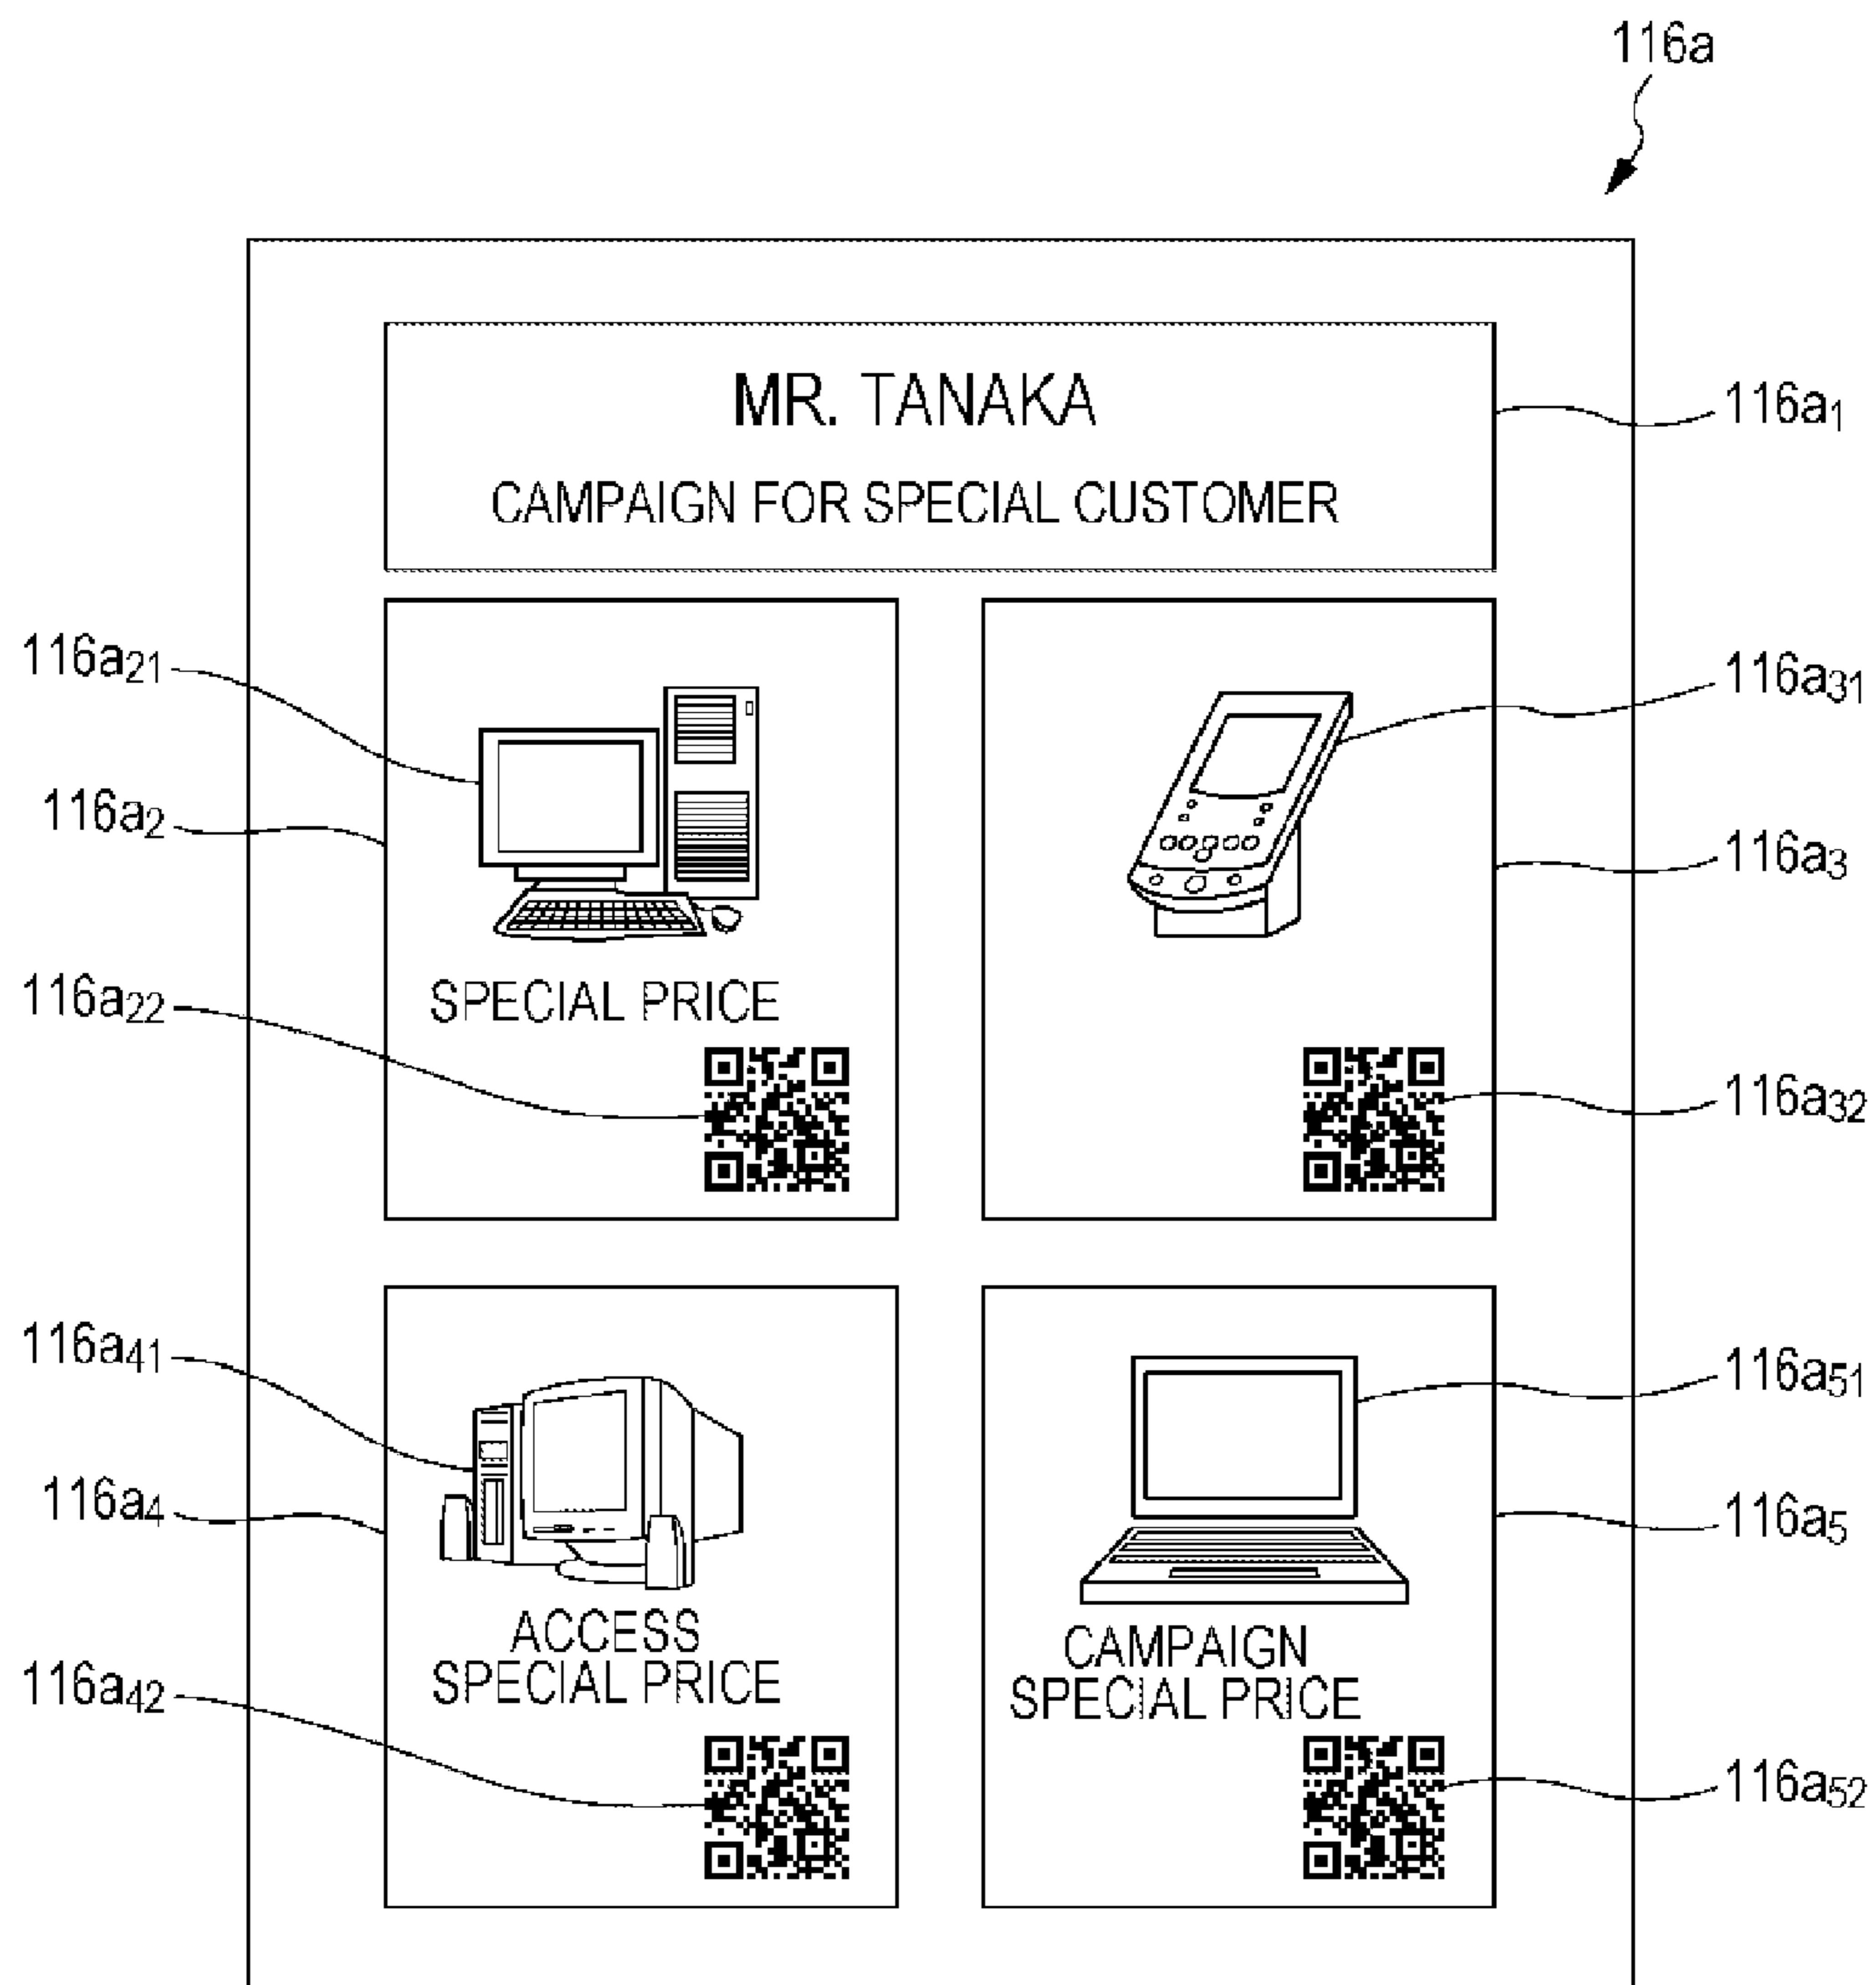 116a
MR. TANAKA
116a1
CAMPAIGN FOR SPECIAL CUSTOMER
116a21
116a31
116a2
116a3
116a22
SPECIAL PRICE
116a32
116a41
116a51
116a4
116a5
ACCESS
SPECIAL PRICE
CAMPAIGN
SPECIAL PRICE
116a42
116a52